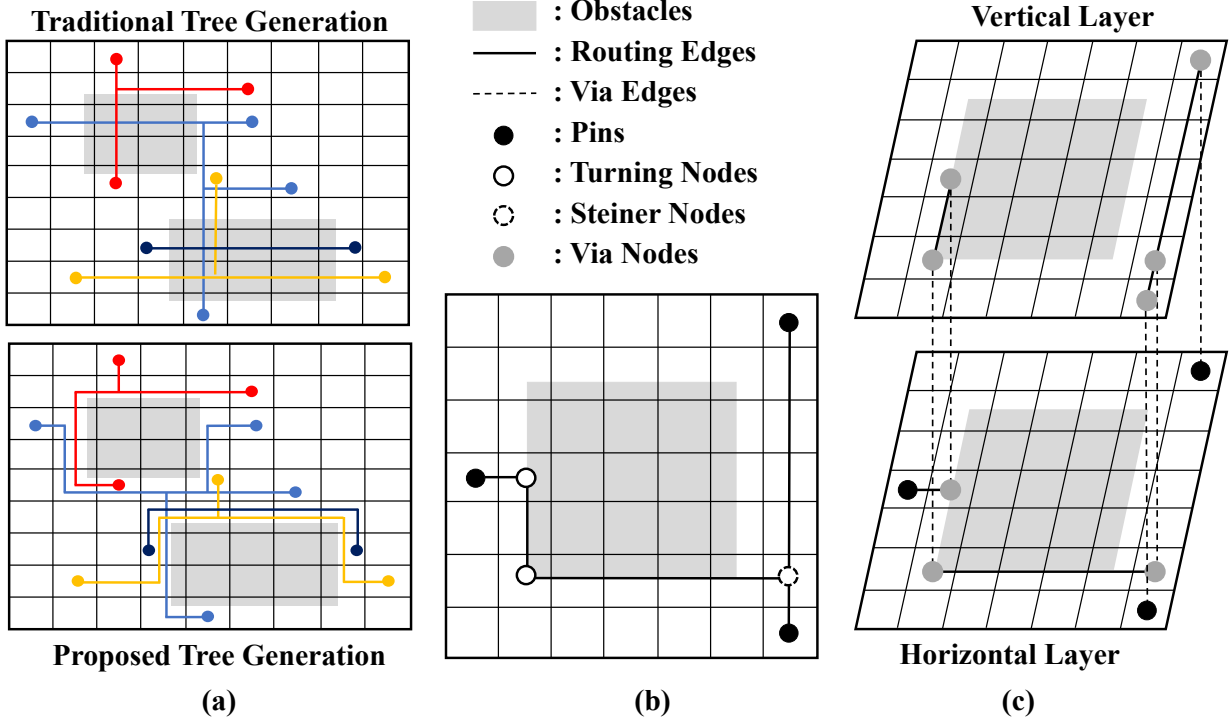 Traditional Tree Generation
: Obstacles
: Routing Edges
: Via Edges
: Pins
: Turning Nodes
: Steiner Nodes
: Via Nodes
Vertical Layer
Proposed Tree Generation
Horizontal Layer
(a)
(b)
(c)